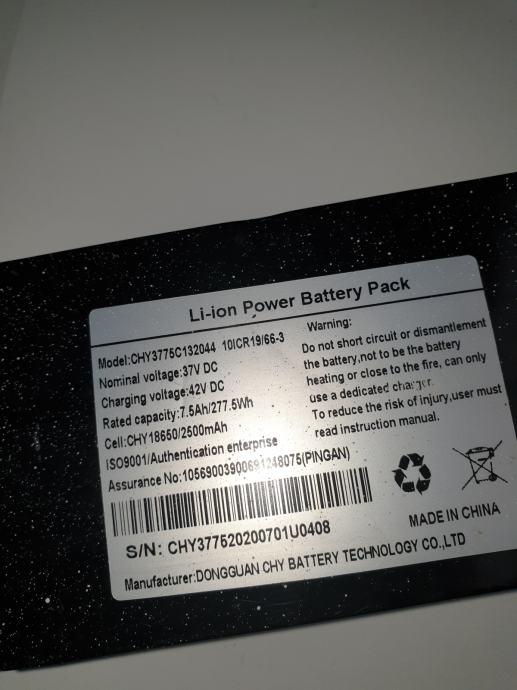 Li-ion Power Battery Pack
Model:CHY3775C132044 10ICR19/66-3
Nominal voltage:37V DC
Charging voltage:42V DC
Rated capacity:7.5Ah/277.5Wh
Cell:CHY18650/2500mAh
ISO9001/Authentication enterprise
Assurance No:10569003900691248075(PINGAN)
Warning:
Do not short circuit or dismantlement
the battery,not to be the battery
heating or close to the fire, can only
use a dedicated charger.
To reduce the risk of injury,user must
read instruction manual.
S/N: CHY377520200701U0408
MADE IN CHINA
Manufacturer:DONGGUAN CHY BATTERY TECHNOLOGY CO.,LTD